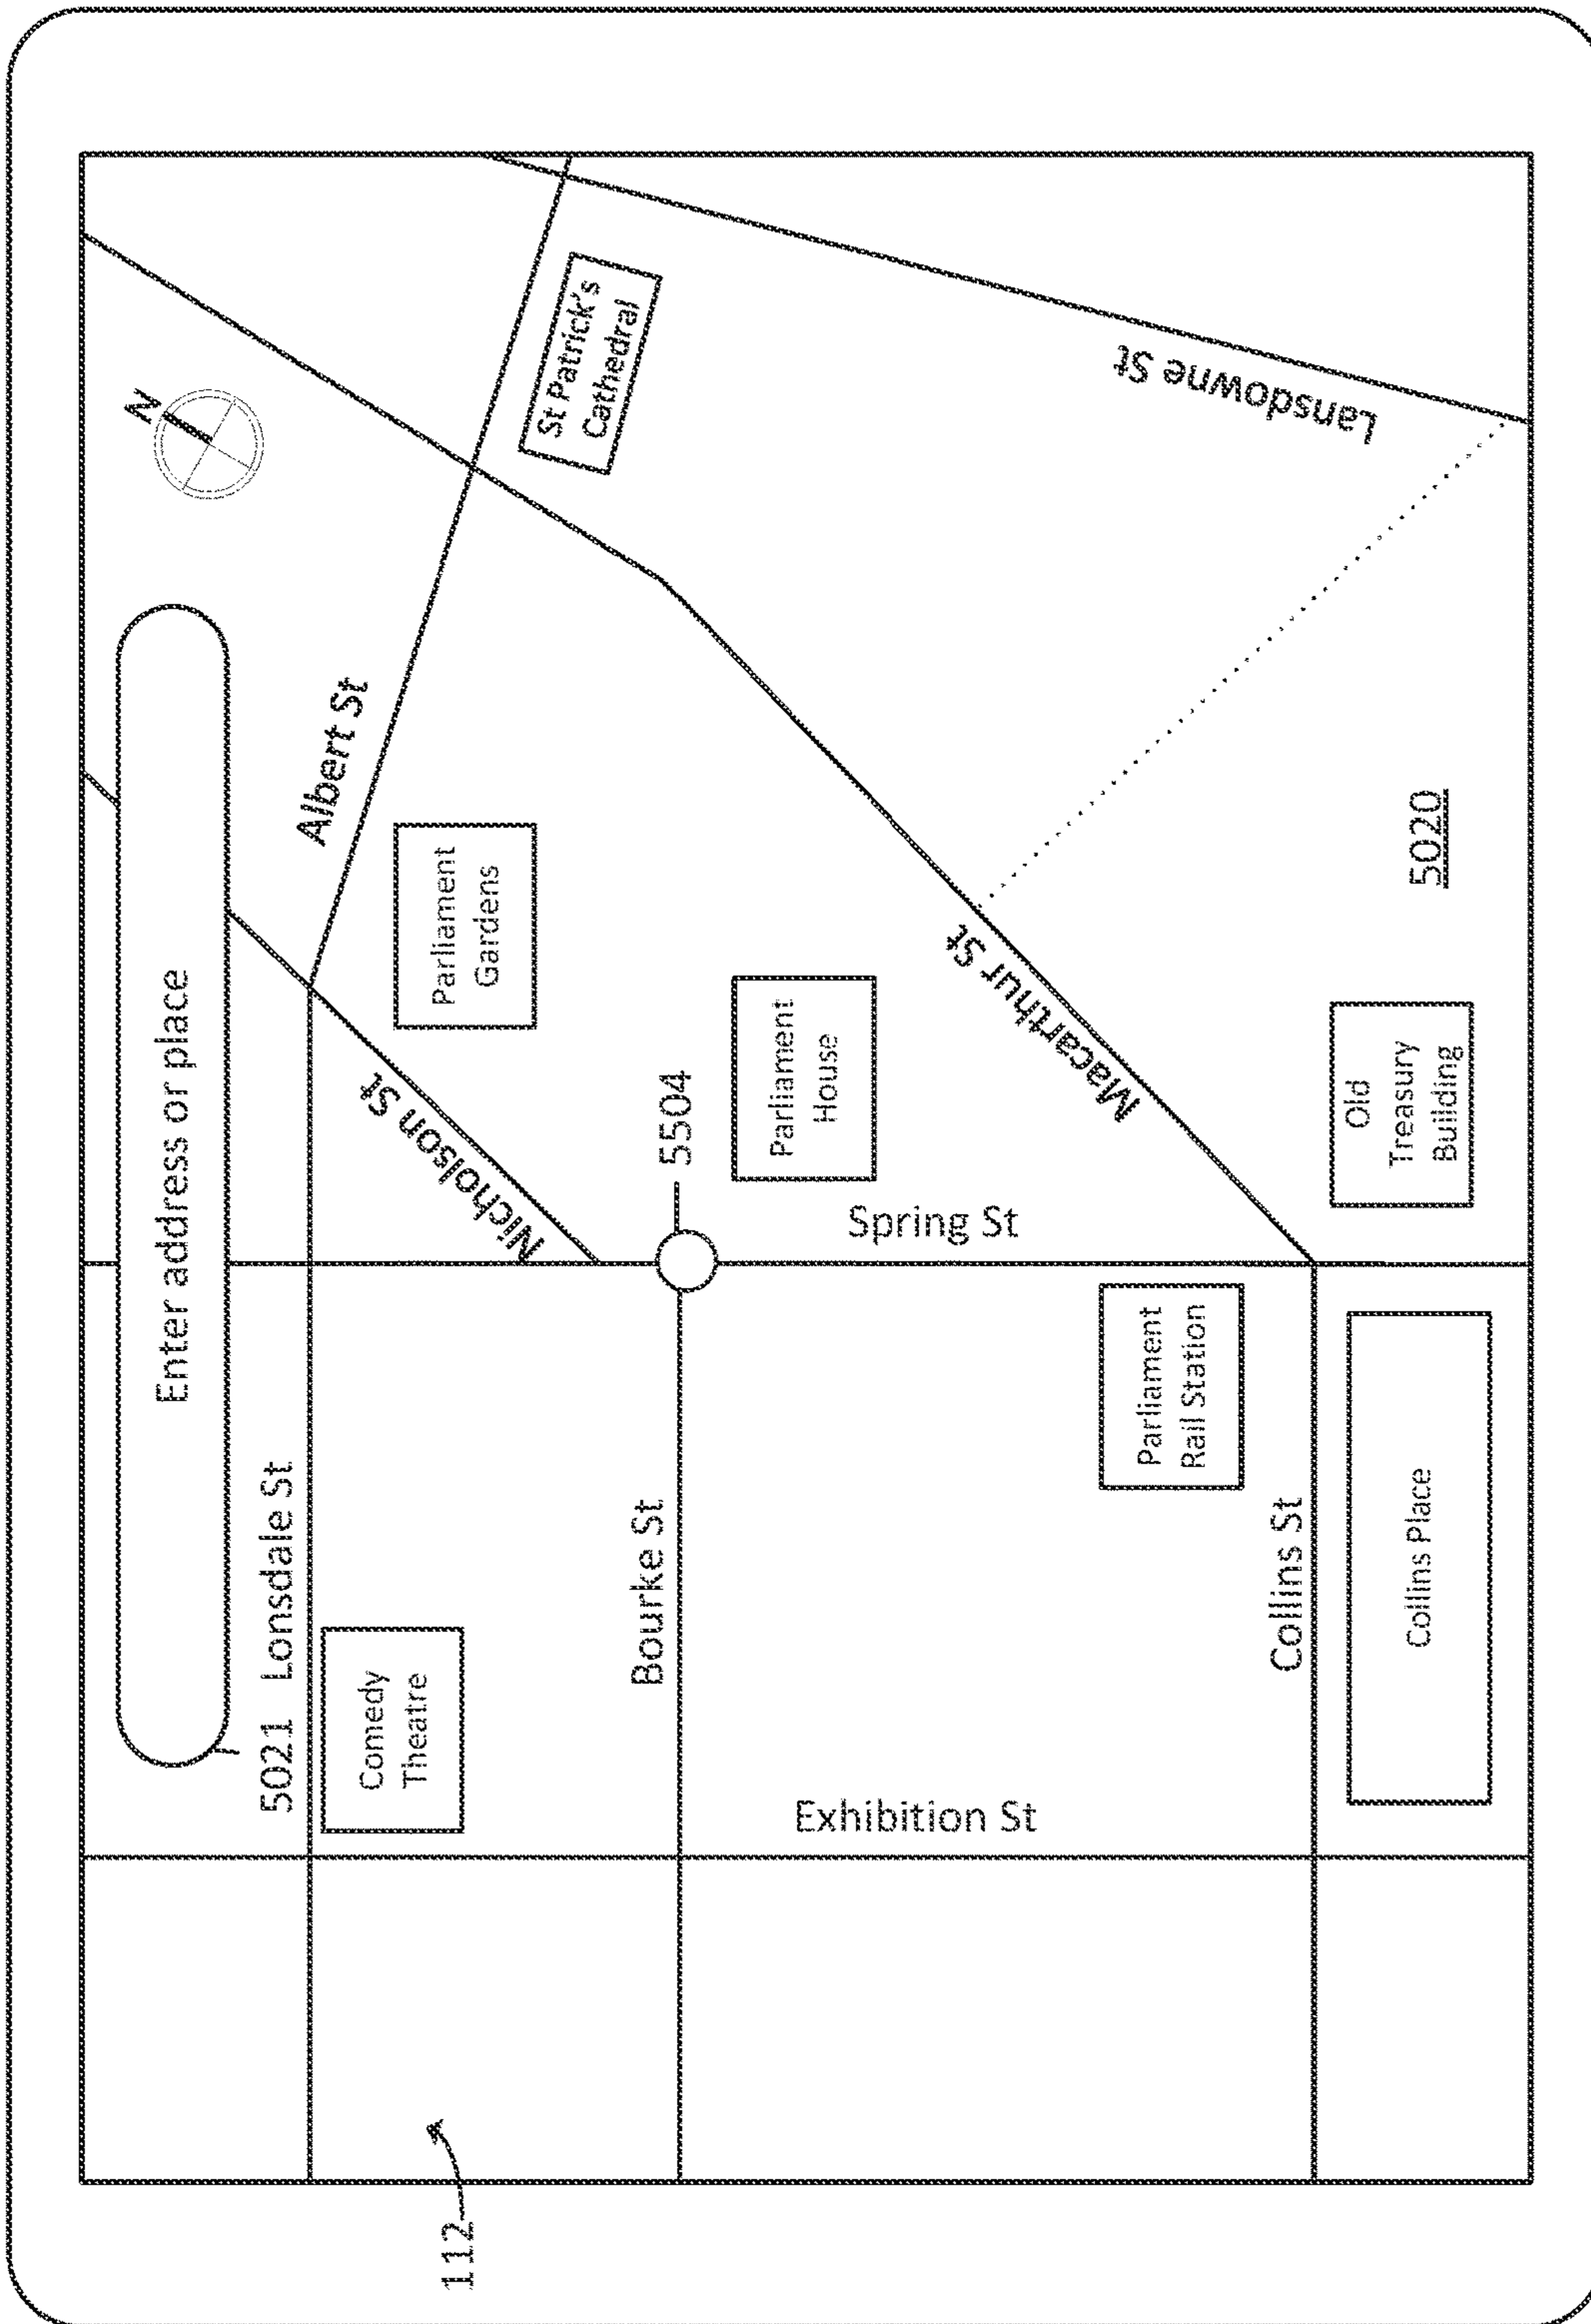 Enter address or place
N
5021
Lonsdale St
Albert St
Nicholson St
Comedy
Theatre
Parliament
Gardens
St Patrick's
Cathedral
Bourke St
5504
Parliament
House
Exhibition St
Spring St
Macarthur St
Lansdowne St
Parliament
Rail Station
Collins St
Collins Place
Old
Treasury
Building
5020
112